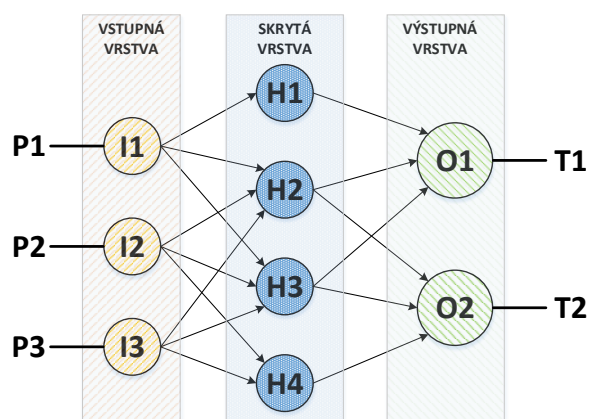 VSTUPNÁ
VRSTVA
SKRYTÁ
VRSTVA
VÝSTUPNÁ
VRSTVA
P1
P2
P3
I1
I2
I3
H1
H2
H3
H4
O1
O2
T1
T2